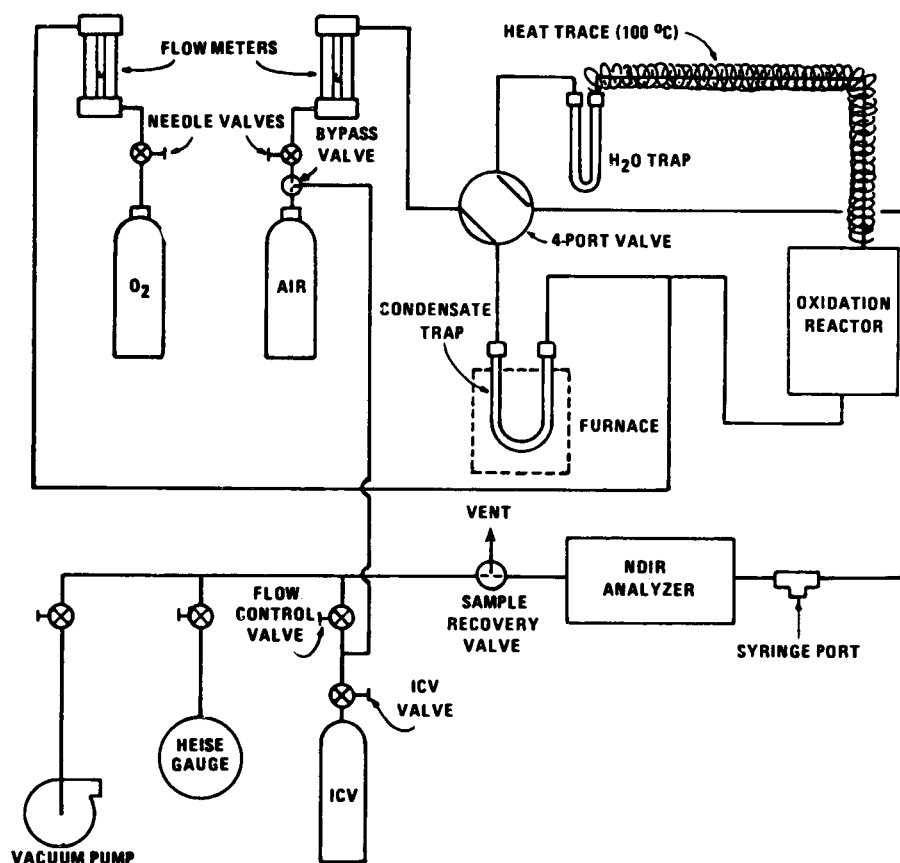 HEAT TRACE (100 ⁰C)
FLOW METERS
NEEDLE VALVES
BYPASS
VALVE
H₂O TRAP
4-PORT VALVE
O₂
AIR
CONDENSATE
TRAP
OXIDATION
REACTOR
FURNACE
VENT
NDIR
ANALYZER
FLOW
CONTROL
VALVE
SAMPLE
RECOVERY
VALVE
SYRINGE PORT
ICV
VALVE
HEISE
GAUGE
ICV
VACUUM PUMP